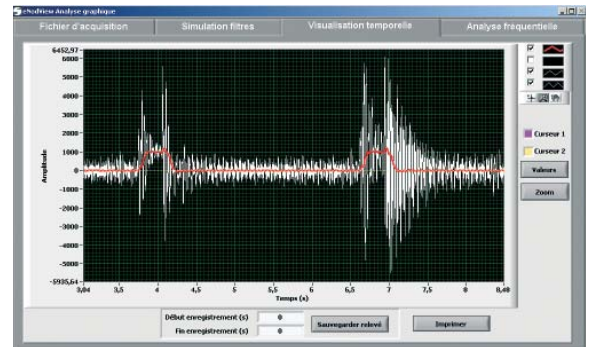 eNodView Analyse graphique
Fichier d'acquisition
Simulation filtres
Visualisation temporelle
Analyse fréquentielle
6452,97
6000
5000
4000
3000
2000
1000
0
-1000
-2000
-3000
-4000
-5000
-5935,64
Amplitude
3,04 3,5 4 4,5 5 5,5 6 6,5 7 7,5 8 8,48
Temps (s)
Curseur 1
Curseur 2
Valeurs
Zoom
Début enregistrement (s) 0
Fin enregistrement (s) 0
Sauvegarder relevé
Imprimer